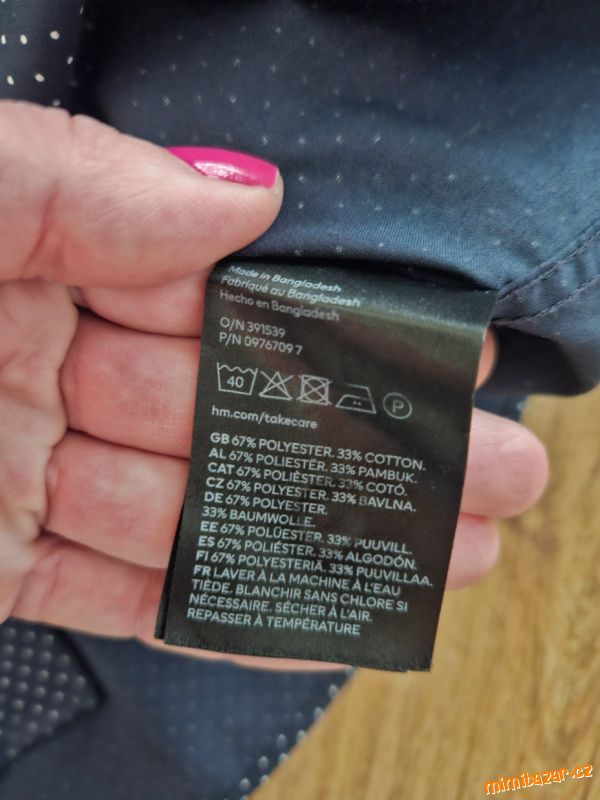 Made in Bangladesh
Fabriqué au Bangladesh
Hecho en Bangladesh
O/N 391539
P/N 0976709 7
40
P
hm.com/takecare
GB 67% POLYESTER. 33% COTTON.
AL 67% POLIESTËR. 33% PAMBUK.
CAT 67% POLIÈSTER. 33% COTÓ.
CZ 67% POLYESTER. 33% BAVLNA.
DE 67% POLYESTER.
33% BAUMWOLLE.
EE 67% POLÜESTER. 33% PUUVILL.
ES 67% POLIÉSTER. 33% ALGODÓN.
FI 67% POLYESTERIÄ. 33% PUUVILLAA.
FR LAVER À LA MACHINE À L'EAU
TIÈDE. BLANCHIR SANS CHLORE SI
NÉCESSAIRE. SÉCHER À L'AIR.
REPASSER À TEMPÉRATURE
mimibazar.cz